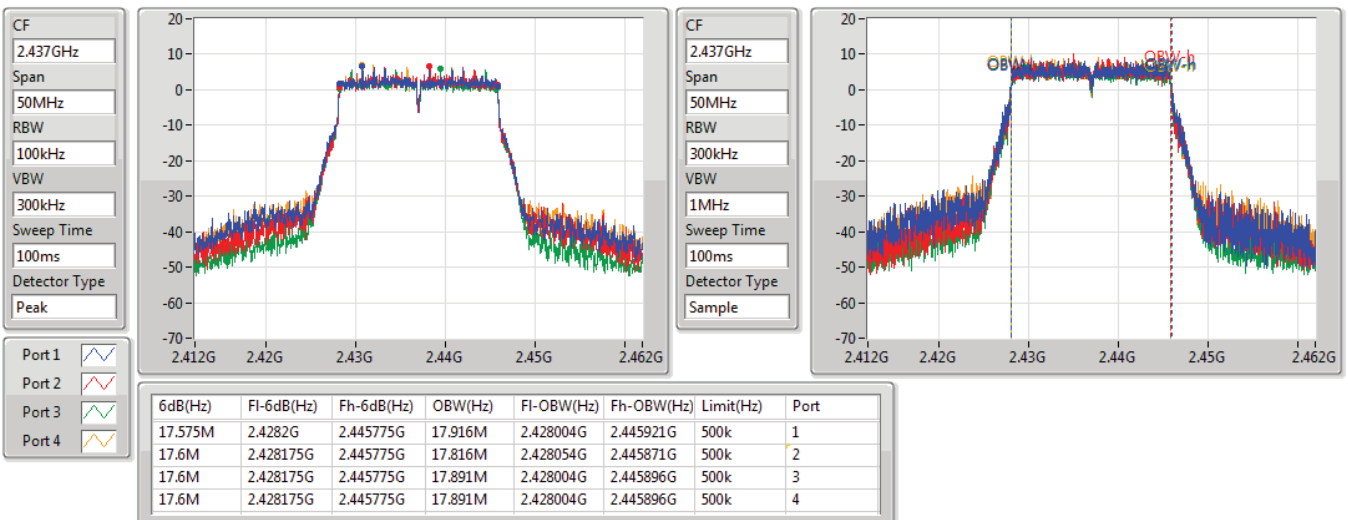 CF
2.437GHz
Span
50MHz
RBW
100kHz
VBW
300kHz
Sweep Time
100ms
Detector Type
Peak
20
10
0
-10
-20
-30
-40
-50
-60
-70
2.412G 2.42G 2.43G 2.44G 2.45G 2.462G
CF
2.437GHz
Span
50MHz
RBW
300kHz
VBW
1MHz
Sweep Time
100ms
Detector Type
Sample
20
10
0
-10
-20
-30
-40
-50
-60
-70
OBW-h
2.412G 2.42G 2.43G 2.44G 2.45G 2.462G
Port 1
Port 2
Port 3
Port 4
6dB(Hz) Fl-6dB(Hz) Fh-6dB(Hz) OBW(Hz) Fl-OBW(Hz) Fh-OBW(Hz) Limit(Hz) Port
17.575M 2.4282G 2.445775G 17.916M 2.428004G 2.445921G 500k 1
17.6M 2.428175G 2.445775G 17.816M 2.428054G 2.445871G 500k 2
17.6M 2.428175G 2.445775G 17.891M 2.428004G 2.445896G 500k 3
17.6M 2.428175G 2.445775G 17.891M 2.428004G 2.445896G 500k 4